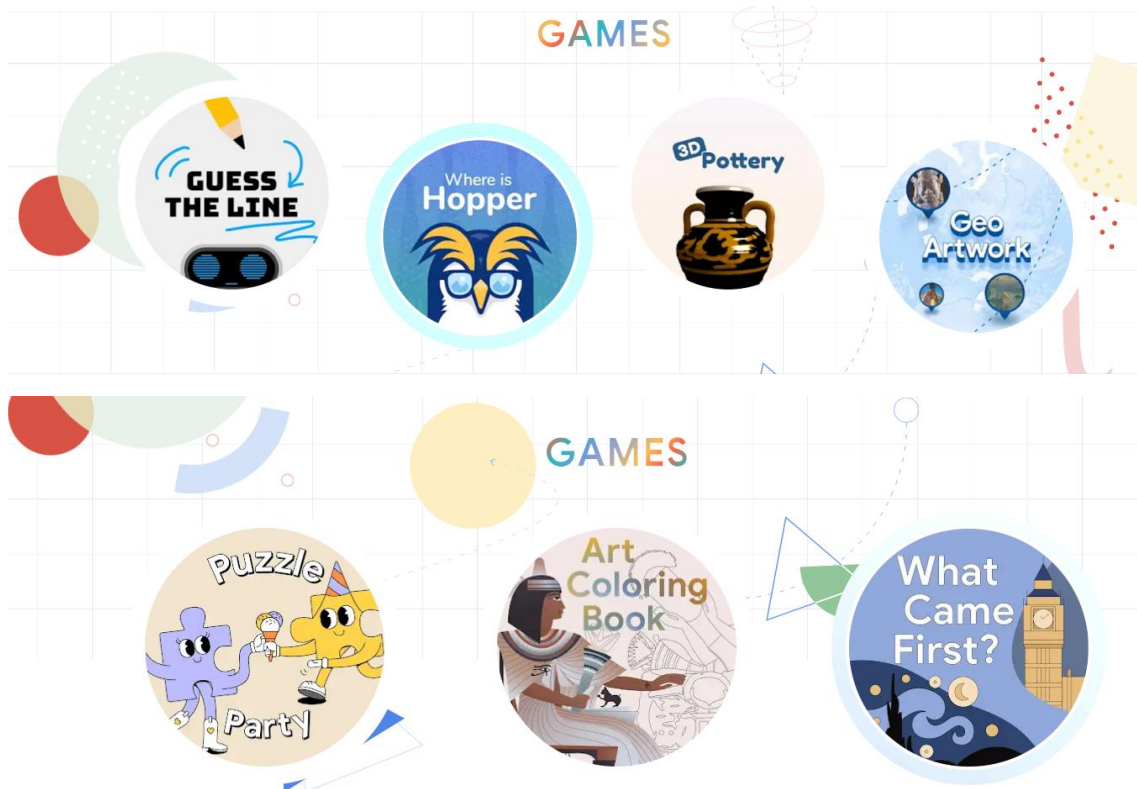 GAMES
GUESS
THE LINE
Where is
Hopper
3D Pottery
Geo
Artwork
GAMES
Puzzle
Party
Art
Coloring
Book
What
Came
First?